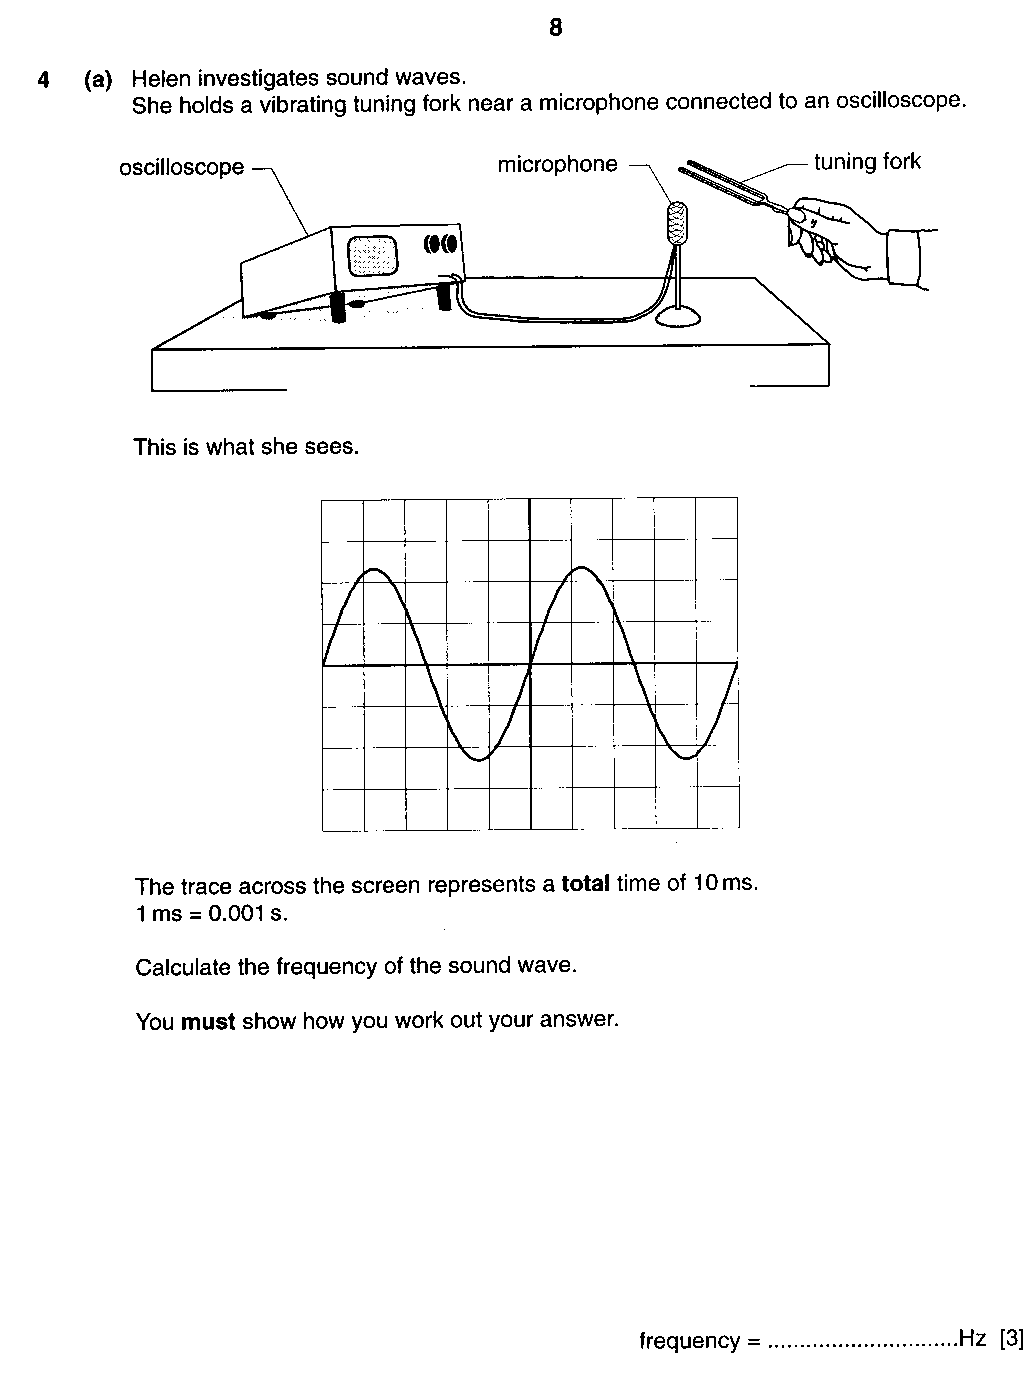 8
4 (a) Helen investigates sound waves.
She holds a vibrating tuning fork near a microphone connected to an oscilloscope.
oscilloscope microphone tuning fork
This is what she sees.
The trace across the screen represents a total time of 10 ms.
1 ms = 0.001 s.
Calculate the frequency of the sound wave.
You must show how you work out your answer.
frequency = ..............................Hz [3]